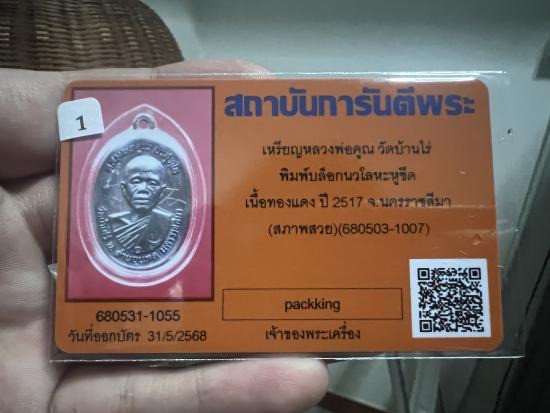 1
สถาบันการันตีพระ
เหรียญหลวงพ่อคูณ วัดบ้านไร่
พิมพ์บล็อกนวโลหะหูขีด
เนื้อทองแดง ปี 2517 จ.นครราชสีมา
(สภาพสวย)(680503-1007)
packking
เจ้าของพระเครื่อง
680531-1055
วันที่ออกบัตร 31/5/2568